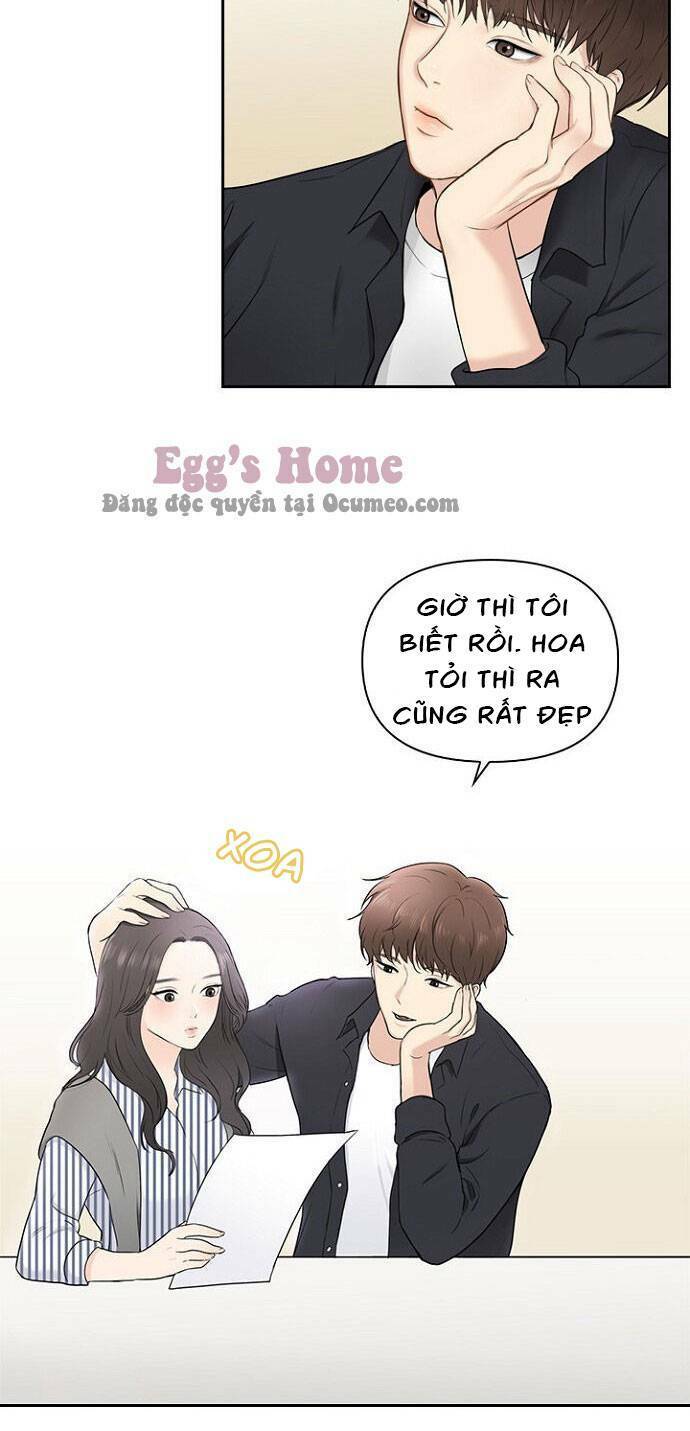 Egg's Home
Đăng độc quyền tại Ocumeo.com
GIỜ THÌ TÔI
BIẾT RỒI. HOA
TỎI THÌ RA
CŨNG RẤT ĐẸP
XOA